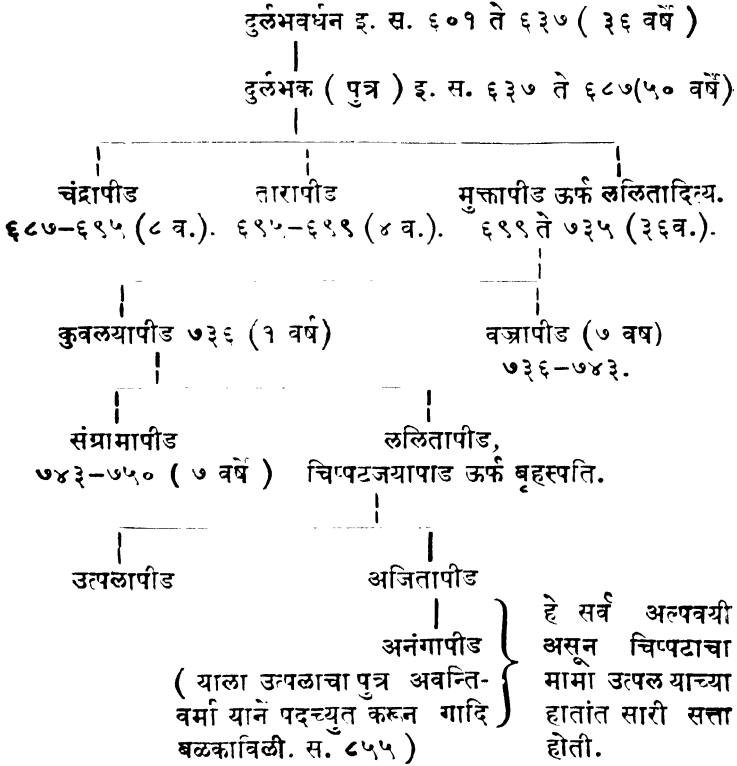 दुर्लभवर्धन इ. स. ६०१ ते ६३७ ( ३६ वर्षें )
दुर्लभक ( पुत्र ) इ. स. ६३७ ते ६८७(५० वर्षें)
चंद्रापीड तारापीड मुक्तापीड ऊर्फ ललितादित्य.
६८७–६९५ (८ व.). ६९५–६९९ (४ व.). ६९९ ते ७३५ (३६व.).
कुवलयापीड ७३६ (१ वर्ष) वज्रापीड (७ वष)
७३६–७४३.
संग्रामापीड ललितापीड,
७४३–७५० ( ७ वर्षें ) चिप्पटजयापाड ऊर्फ बृहस्पति.
उत्पलापीड अजितापीड
अनंगापीड
( याला उत्पलाचा पुत्र अवन्ति-
वर्मा यानें पदच्युत करून गादि
बळकाविली. स. ८५५ )
हे सर्व अल्पवयी
असून चिप्पटाचा
मामा उत्पल याच्या
हातांत सारी सत्ता
होती.